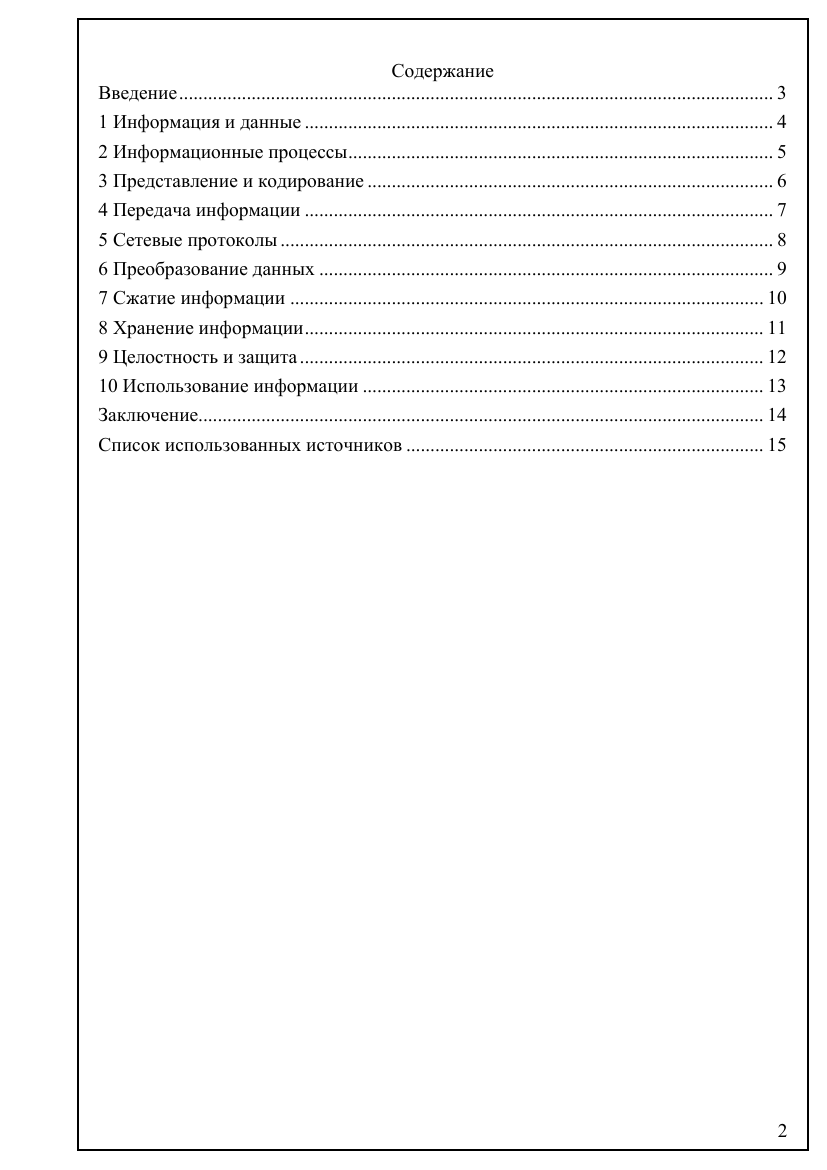 Содержание
Введение 3
1 Информация и данные 4
2 Информационные процессы 5
3 Представление и кодирование 6
4 Передача информации 7
5 Сетевые протоколы 8
6 Преобразование данных 9
7 Сжатие информации 10
8 Хранение информации 11
9 Целостность и защита 12
10 Использование информации 13
Заключение 14
Список использованных источников 15
2